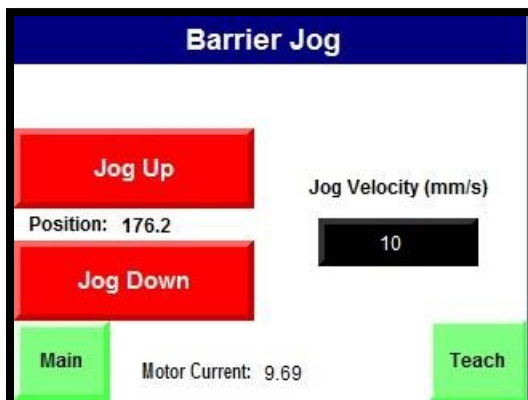 Barrier Jog
Jog Up
Jog Velocity (mm/s)
Position: 176.2
10
Jog Down
Main
Motor Current: 9.69
Teach